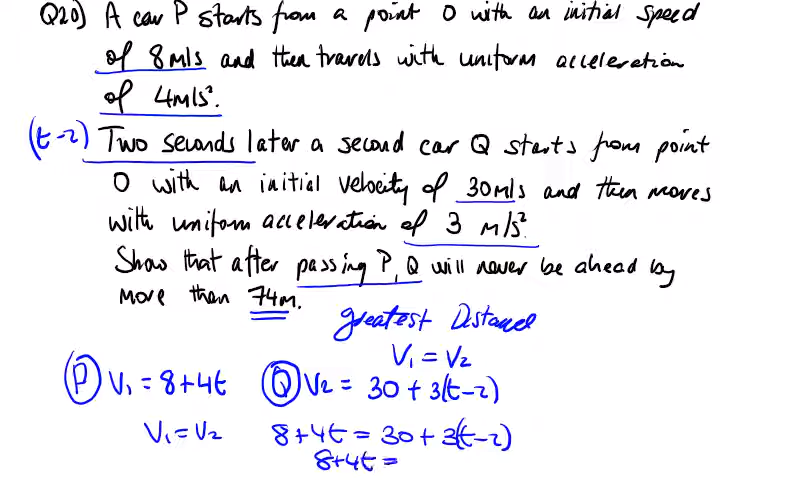 Q20) A car P starts from a point O with an initial speed
of 8m/s and then travels with uniform acceleration
of 4m/s².
(t-2) Two seconds later a second car Q starts from point
O with an initial velocity of 30m/s and then moves
with uniform acceleration of 3 m/s².
Show that after passing P, Q will never be ahead by
more than 74m.
greatest Distance
V₁ = V₂
(P) V₁ = 8+4t (Q) V₂ = 30 + 3(t-2)
V₁ = V₂ 8+4t = 30 + 3(t-2)
8+4t =